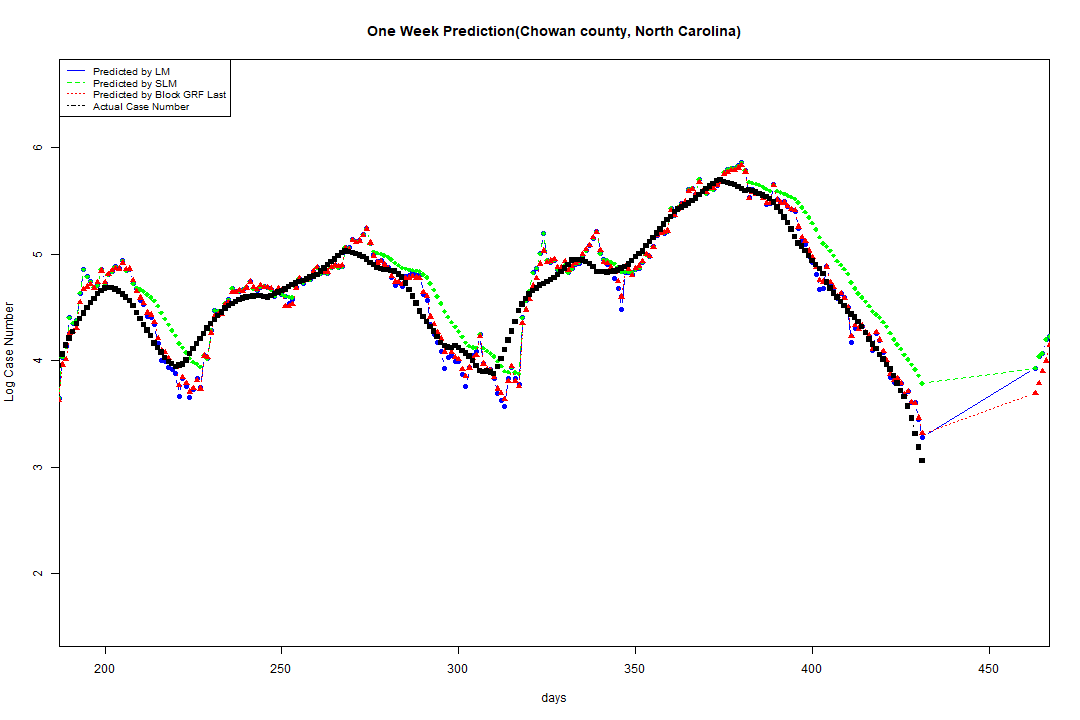 One Week Prediction(Chowan county, North Carolina)
Predicted by LM
Predicted by SLM
Predicted by Block GRF Last
Actual Case Number
6
5
4
3
2
Log Case Number
200 250 300 350 400 450
days